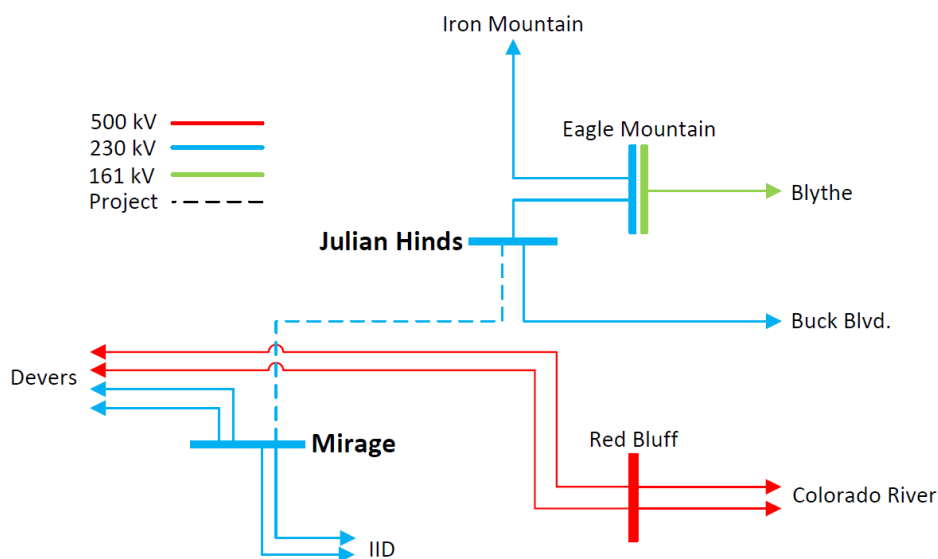 Iron Mountain
500 kV
230 kV
161 kV
Project
Eagle Mountain
Blythe
Julian Hinds
Buck Blvd.
Devers
Mirage
Red Bluff
Colorado River
IID